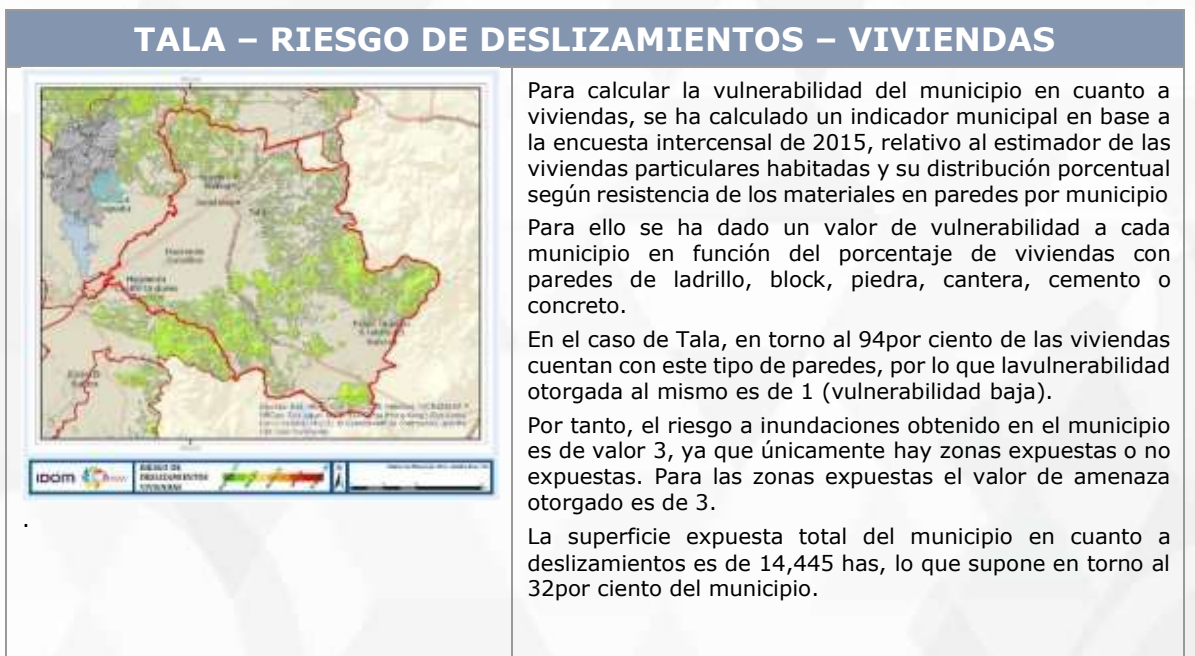 TALA – RIESGO DE DESLIZAMIENTOS – VIVIENDAS
Para calcular la vulnerabilidad del municipio en cuanto a
viviendas, se ha calculado un indicador municipal en base a
la encuesta intercensal de 2015, relativo al estimador de las
viviendas particulares habitadas y su distribución porcentual
según resistencia de los materiales en paredes por municipio
Para ello se ha dado un valor de vulnerabilidad a cada
municipio en función del porcentaje de viviendas con
paredes de ladrillo, block, piedra, cantera, cemento o
concreto.
En el caso de Tala, en torno al 94por ciento de las viviendas
cuentan con este tipo de paredes, por lo que lavulnerabilidad
otorgada al mismo es de 1 (vulnerabilidad baja).
Por tanto, el riesgo a inundaciones obtenido en el municipio
es de valor 3, ya que únicamente hay zonas expuestas o no
expuestas. Para las zonas expuestas el valor de amenaza
otorgado es de 3.
La superficie expuesta total del municipio en cuanto a
deslizamientos es de 14,445 has, lo que supone en torno al
32por ciento del municipio.
Tala
IDOM
RIESGO DE
DESLIZAMIENTOS
VIVIENDAS
.